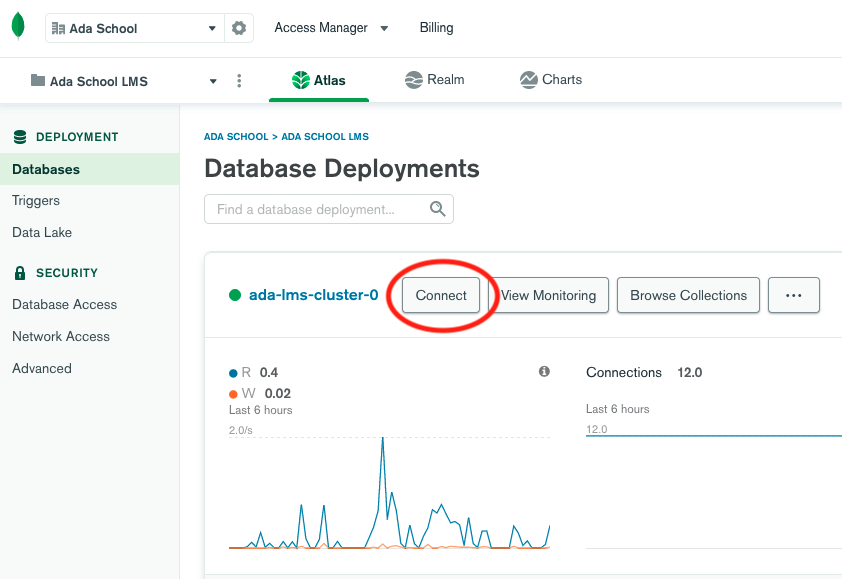 Ada School
Access Manager
Billing
Ada School LMS
Atlas
Realm
Charts
DEPLOYMENT
Databases
Triggers
Data Lake
SECURITY
Database Access
Network Access
Advanced
ADA SCHOOL > ADA SCHOOL LMS
Database Deployments
Find a database deployment...
ada-lms-cluster-0
Connect
View Monitoring
Browse Collections
...
R 0.4
W 0.02
Last 6 hours
2.0/s
Connections 12.0
Last 6 hours
12.0